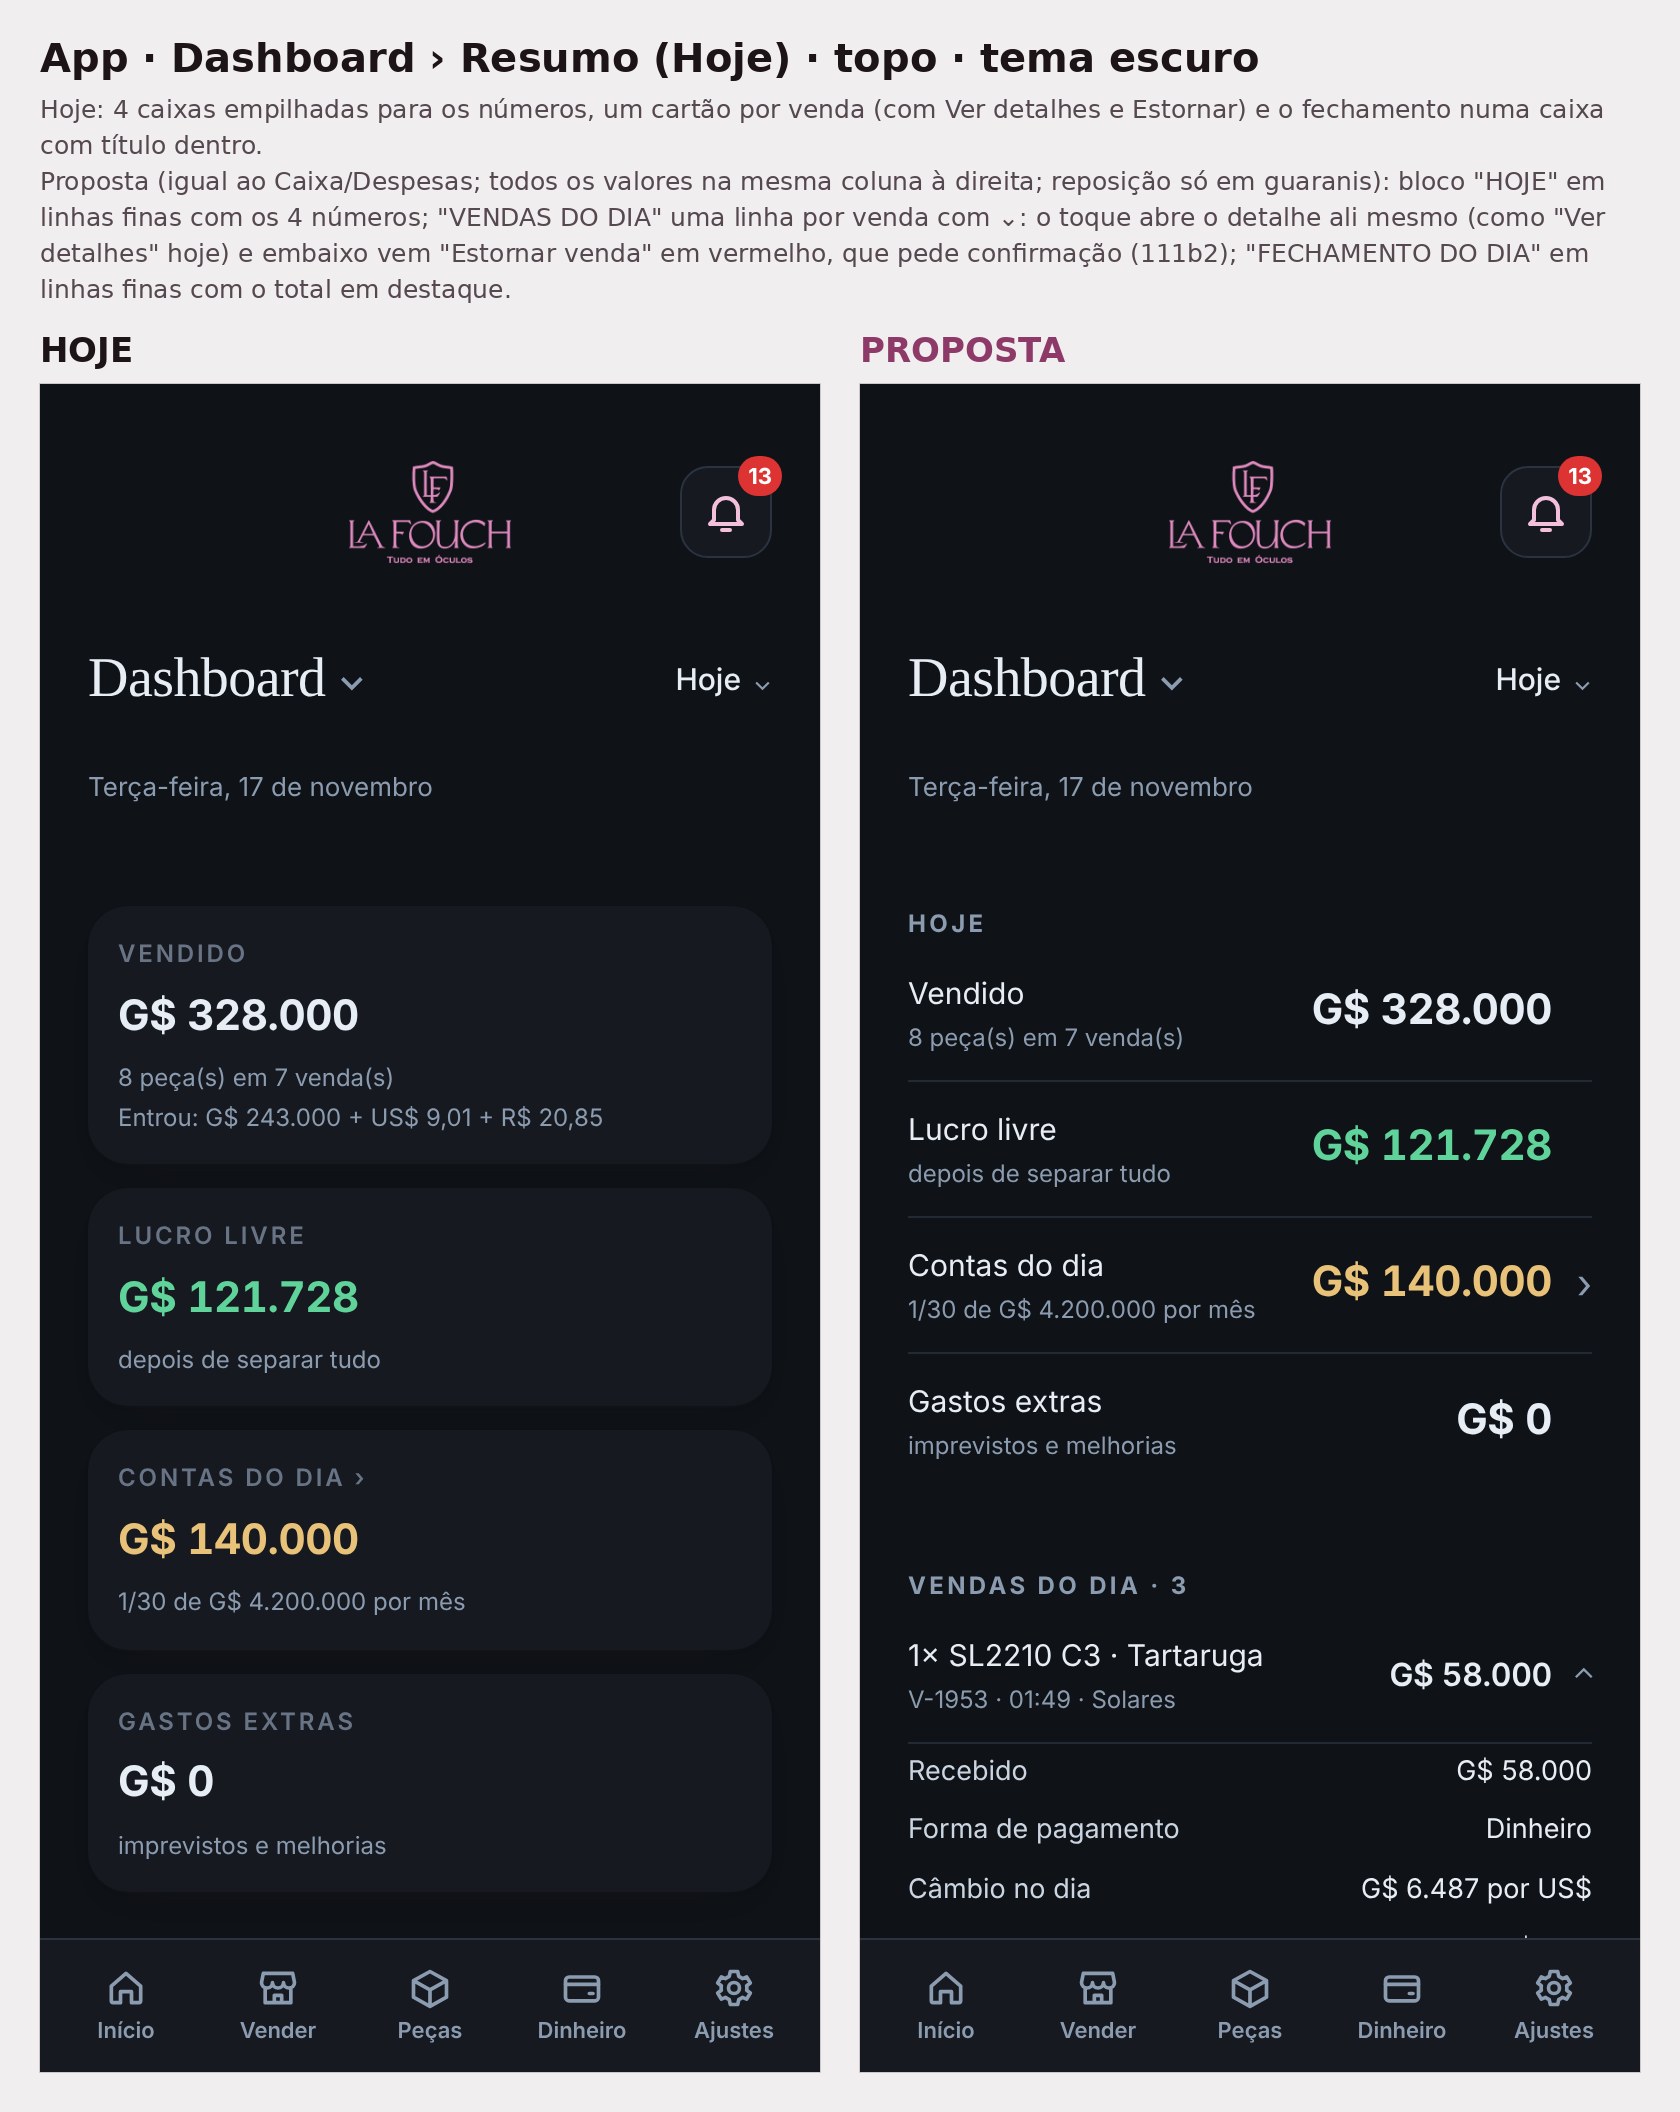 App · Dashboard › Resumo (Hoje) · topo · tema escuro
Hoje: 4 caixas empilhadas para os números, um cartão por venda (com Ver detalhes e Estornar) e o fechamento numa caixa
com título dentro.
Proposta (igual ao Caixa/Despesas; todos os valores na mesma coluna à direita; reposição só em guaranis): bloco "HOJE" em
linhas finas com os 4 números; "VENDAS DO DIA" uma linha por venda com ⌄: o toque abre o detalhe ali mesmo (como "Ver
detalhes" hoje) e embaixo vem "Estornar venda" em vermelho, que pede confirmação (111b2); "FECHAMENTO DO DIA" em
linhas finas com o total em destaque.
HOJE
LF
LA FOUCH
TUDO EM ÓCULOS
13
Dashboard
Hoje
Terça-feira, 17 de novembro
VENDIDO
G$ 328.000
8 peça(s) em 7 venda(s)
Entrou: G$ 243.000 + US$ 9,01 + R$ 20,85
LUCRO LIVRE
G$ 121.728
depois de separar tudo
CONTAS DO DIA ›
G$ 140.000
1/30 de G$ 4.200.000 por mês
GASTOS EXTRAS
G$ 0
imprevistos e melhorias
Início Vender Peças Dinheiro Ajustes
PROPOSTA
LF
LA FOUCH
TUDO EM ÓCULOS
13
Dashboard
Hoje
Terça-feira, 17 de novembro
HOJE
Vendido G$ 328.000
8 peça(s) em 7 venda(s)
Lucro livre G$ 121.728
depois de separar tudo
Contas do dia G$ 140.000 ›
1/30 de G$ 4.200.000 por mês
Gastos extras G$ 0
imprevistos e melhorias
VENDAS DO DIA · 3
1× SL2210 C3 · Tartaruga G$ 58.000
V-1953 · 01:49 · Solares
Recebido G$ 58.000
Forma de pagamento Dinheiro
Câmbio no dia G$ 6.487 por US$
Início Vender Peças Dinheiro Ajustes